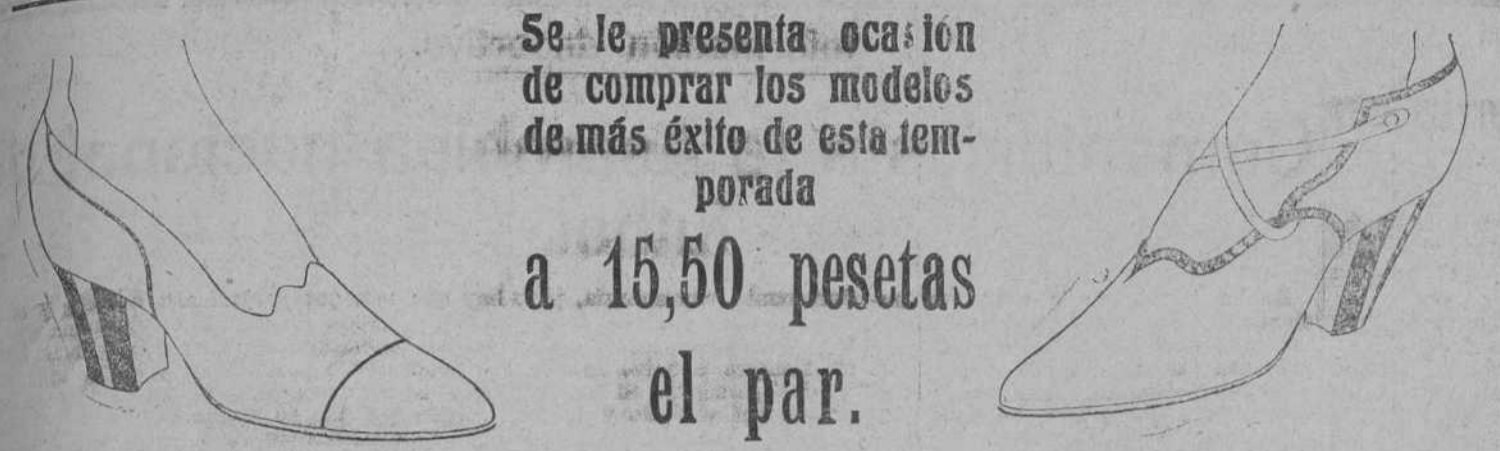 Se le presenta ocasión
de comprar los modelos
de más éxito de esta tem-
porada
a 15,50 pesetas
el par.